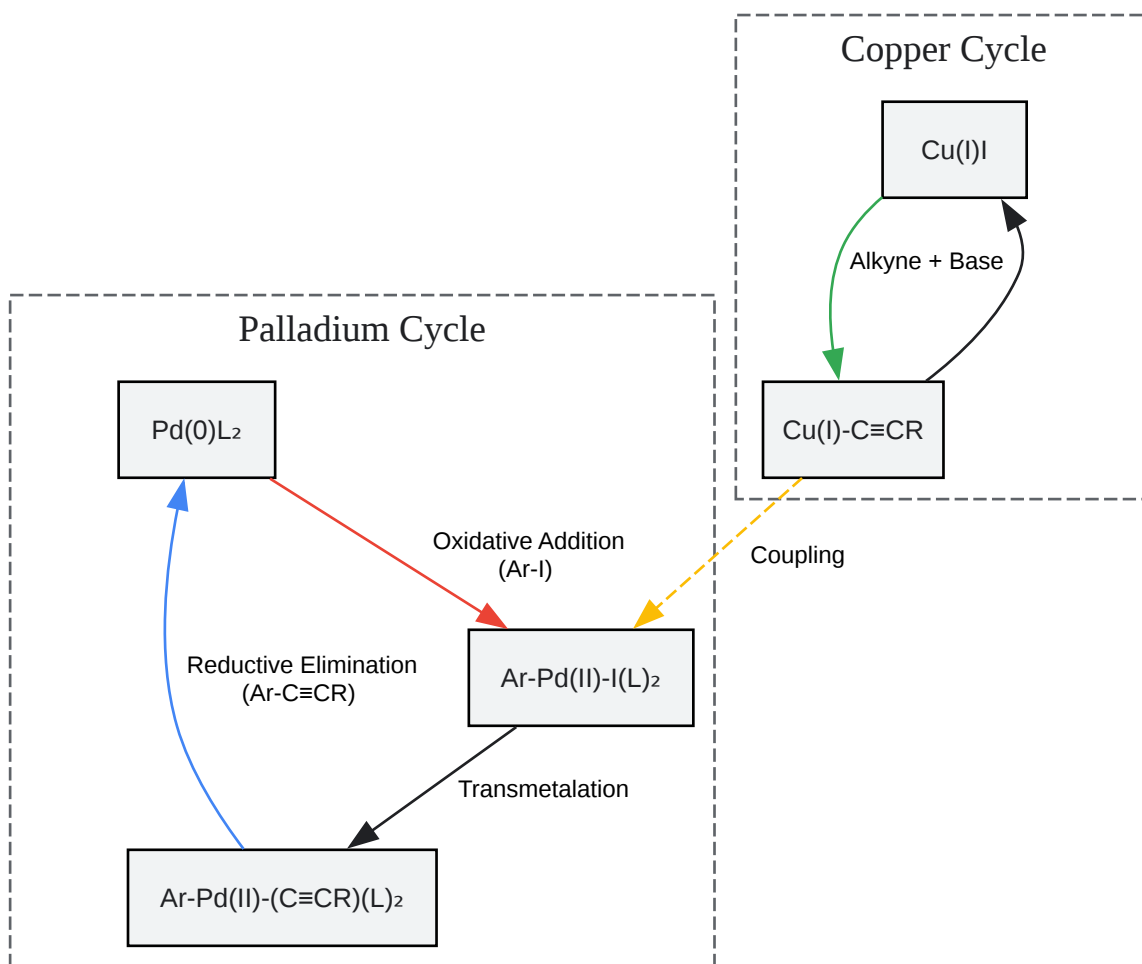 Copper Cycle
Cu(I)I
Alkyne + Base
Cu(I)-C≡CR
Coupling
Palladium Cycle
Pd(0)L₂
Oxidative Addition
(Ar-I)
Ar-Pd(II)-I(L)₂
Reductive Elimination
(Ar-C≡CR)
Transmetalation
Ar-Pd(II)-(C≡CR)(L)₂